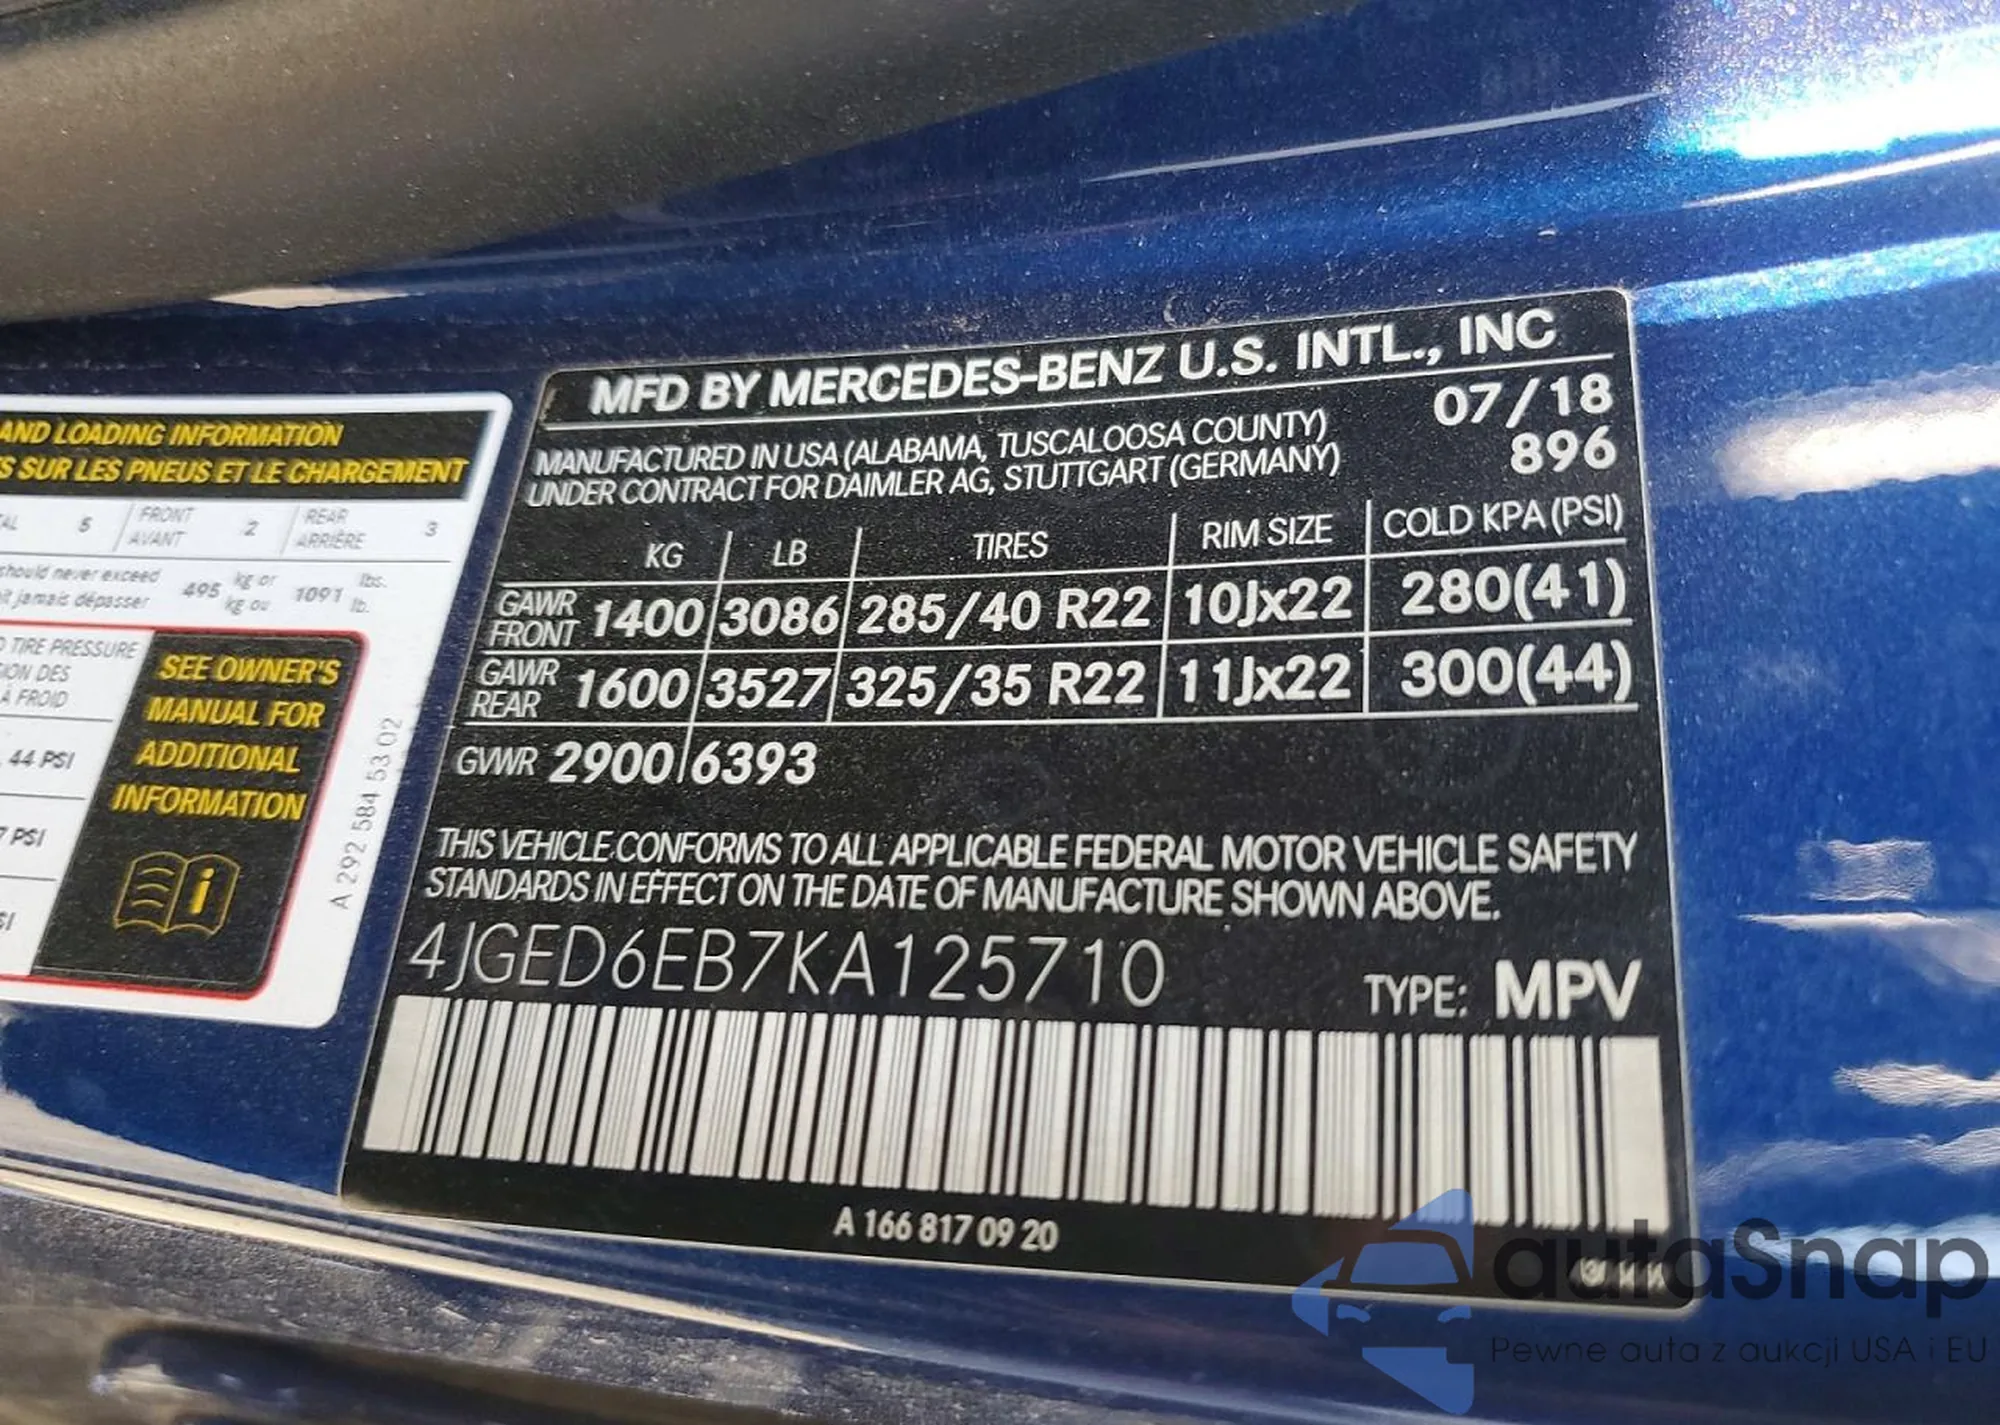 AND LOADING INFORMATION
S SUR LES PNEUS ET LE CHARGEMENT
5 FRONT AVANT 2 REAR ARRIÈRE 3
should never exceed 495 kg or 1091 lbs.
jamais dépasser kg ou lb.
TIRE PRESSURE
DES
À FROID
44 PSI
7 PSI
SEE OWNER'S
MANUAL FOR
ADDITIONAL
INFORMATION
A 292 584 53 02
MFD BY MERCEDES-BENZ U.S. INTL., INC
MANUFACTURED IN USA (ALABAMA, TUSCALOOSA COUNTY)
UNDER CONTRACT FOR DAIMLER AG, STUTTGART (GERMANY)
07/18
896
KG LB TIRES RIM SIZE COLD KPA (PSI)
GAWR FRONT 1400 3086 285/40 R22 10Jx22 280(41)
GAWR REAR 1600 3527 325/35 R22 11Jx22 300(44)
GVWR 2900 6393
THIS VEHICLE CONFORMS TO ALL APPLICABLE FEDERAL MOTOR VEHICLE SAFETY
STANDARDS IN EFFECT ON THE DATE OF MANUFACTURE SHOWN ABOVE.
4JGED6EB7KA125710
TYPE: MPV
A 166 817 09 20
autaSnap
Pewne auta z aukcji USA i EU